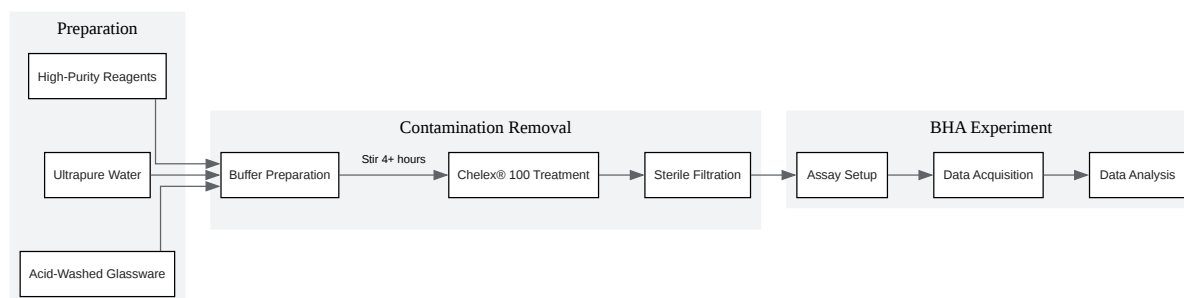 Preparation
High-Purity Reagents
Ultrapure Water
Acid-Washed Glassware
Contamination Removal
Buffer Preparation
Stir 4+ hours
Chelex® 100 Treatment
Sterile Filtration
BHA Experiment
Assay Setup
Data Acquisition
Data Analysis